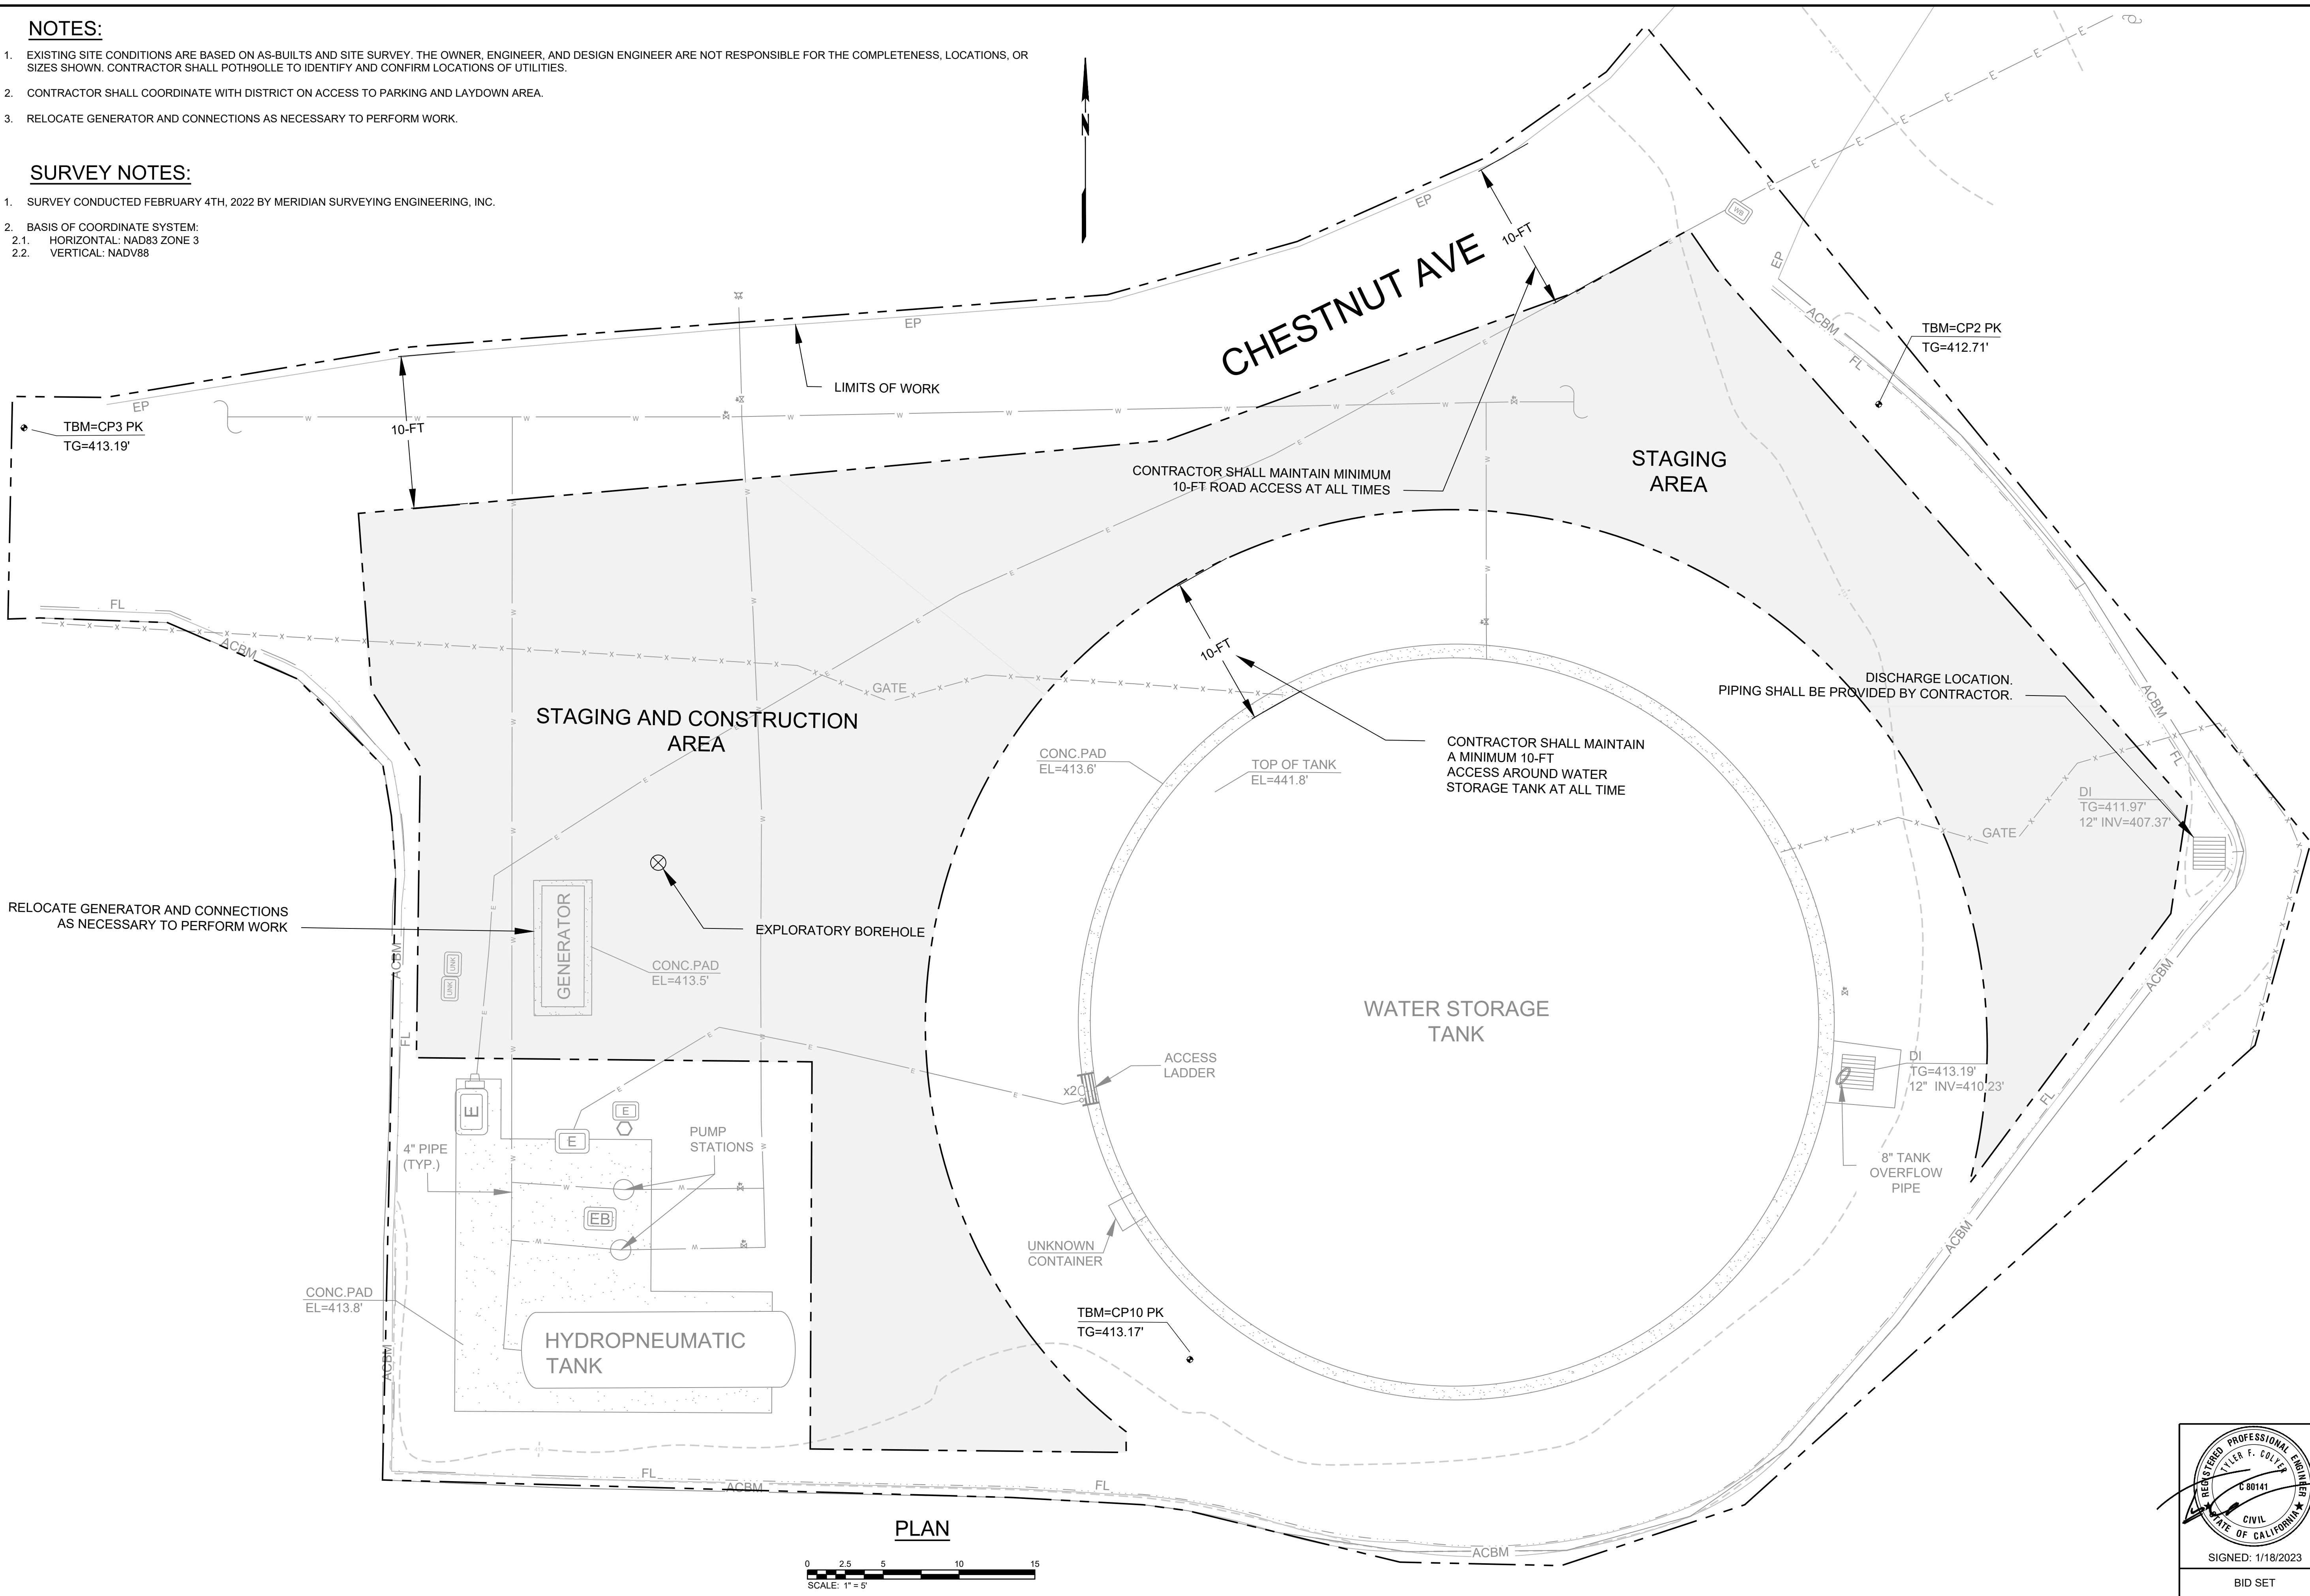 NOTES:
1. EXISTING SITE CONDITIONS ARE BASED ON AS-BUILTS AND SITE SURVEY. THE OWNER, ENGINEER, AND DESIGN ENGINEER ARE NOT RESPONSIBLE FOR THE COMPLETENESS, LOCATIONS, OR
SIZES SHOWN. CONTRACTOR SHALL POTH9OLLE TO IDENTIFY AND CONFIRM LOCATIONS OF UTILITIES.
2. CONTRACTOR SHALL COORDINATE WITH DISTRICT ON ACCESS TO PARKING AND LAYDOWN AREA.
3. RELOCATE GENERATOR AND CONNECTIONS AS NECESSARY TO PERFORM WORK.
SURVEY NOTES:
1. SURVEY CONDUCTED FEBRUARY 4TH, 2022 BY MERIDIAN SURVEYING ENGINEERING, INC.
2. BASIS OF COORDINATE SYSTEM:
2.1. HORIZONTAL: NAD83 ZONE 3
2.2. VERTICAL: NADV88
N
EP
WB
10-FT
CHESTNUT AVE
EP
ACBM
FL
TBM=CP2 PK
TG=412.71'
EP
LIMITS OF WORK
EP
TBM=CP3 PK
TG=413.19'
10-FT
CONTRACTOR SHALL MAINTAIN MINIMUM
10-FT ROAD ACCESS AT ALL TIMES
STAGING
AREA
FL
ACBM
10-FT
GATE
STAGING AND CONSTRUCTION
AREA
DISCHARGE LOCATION.
PIPING SHALL BE PROVIDED BY CONTRACTOR.
ACBM
FL
CONC.PAD
EL=413.6'
TOP OF TANK
EL=441.8'
CONTRACTOR SHALL MAINTAIN
A MINIMUM 10-FT
ACCESS AROUND WATER
STORAGE TANK AT ALL TIME
DI
TG=411.97'
12" INV=407.37'
GATE
RELOCATE GENERATOR AND CONNECTIONS
AS NECESSARY TO PERFORM WORK
GENERATOR
EXPLORATORY BOREHOLE
CONC.PAD
EL=413.5'
UNK
UNK
ACBM
FL
ACBM
WATER STORAGE
TANK
ACCESS
LADDER
x2
DI
TG=413.19'
12" INV=410.23'
FL
E
E
E
PUMP
STATIONS
4" PIPE
(TYP.)
EB
8" TANK
OVERFLOW
PIPE
ACBM
UNKNOWN
CONTAINER
CONC.PAD
EL=413.8'
TBM=CP10 PK
TG=413.17'
HYDROPNEUMATIC
TANK
ACBM
FL
ACBM
FL
ACBM
PLAN
0 2.5 5 10 15
SCALE: 1" = 5'
REGISTERED PROFESSIONAL ENGINEER
TYLER F. COLYER
C 80141
CIVIL
STATE OF CALIFORNIA
SIGNED: 1/18/2023
BID SET